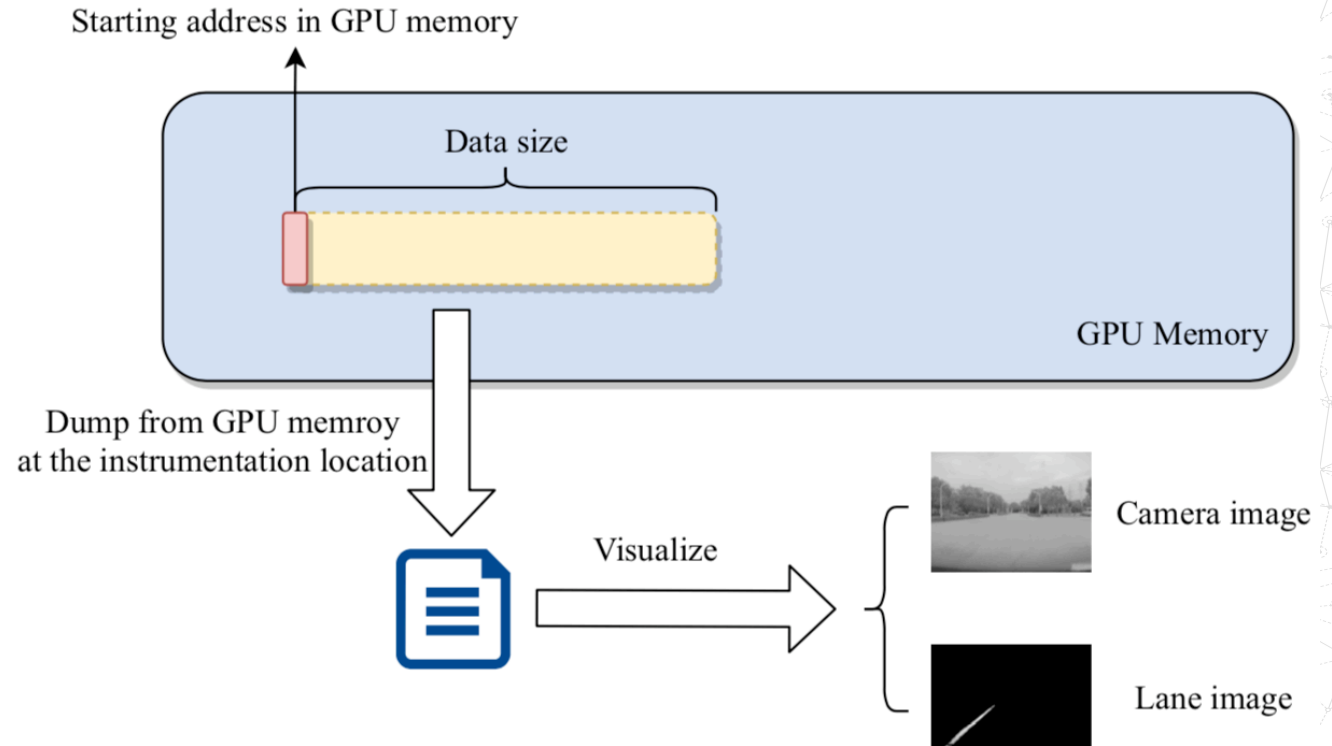 Starting address in GPU memory
Data size
GPU Memory
Dump from GPU memroy
at the instrumentation location
Visualize
Camera image
Lane image